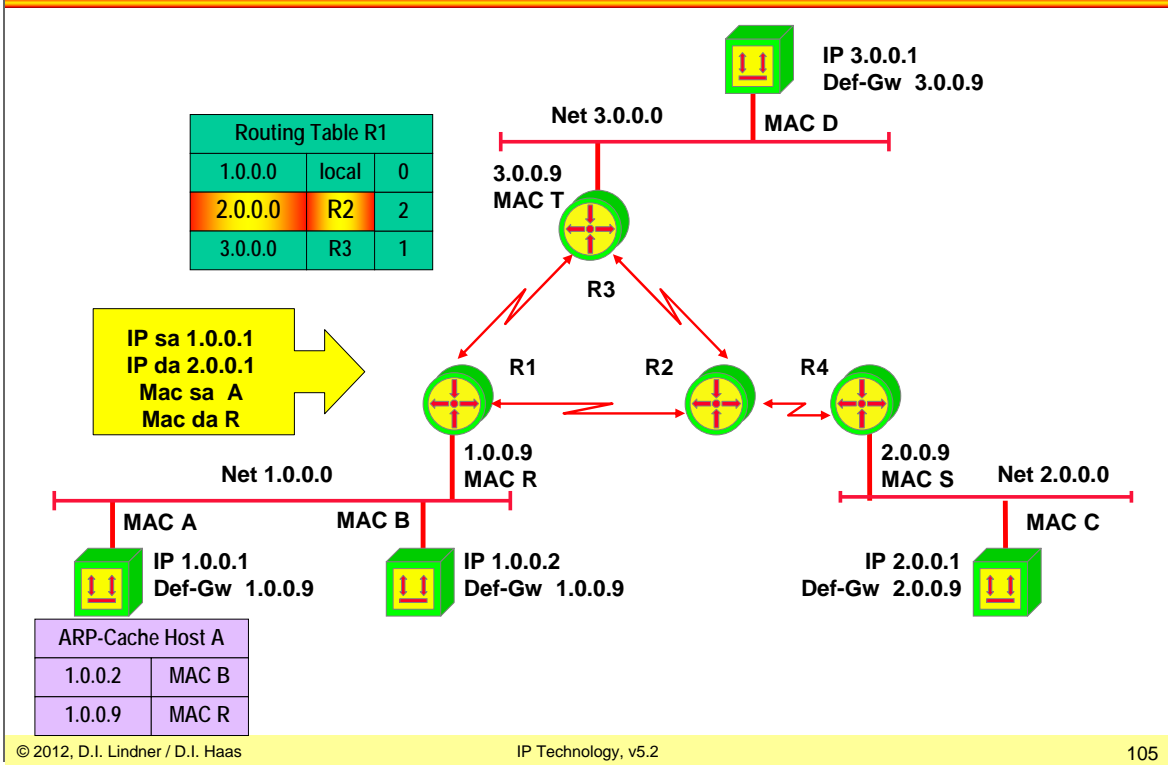 IP 3.0.0.1
Def-Gw 3.0.0.9
Net 3.0.0.0
MAC D
Routing Table R1
1.0.0.0 local 0
2.0.0.0 R2 2
3.0.0.0 R3 1
3.0.0.9
MAC T
R3
IP sa 1.0.0.1
IP da 2.0.0.1
Mac sa A
Mac da R
R1
R2
R4
1.0.0.9
MAC R
2.0.0.9
MAC S
Net 1.0.0.0
Net 2.0.0.0
MAC A
MAC B
MAC C
IP 1.0.0.1
Def-Gw 1.0.0.9
IP 1.0.0.2
Def-Gw 1.0.0.9
IP 2.0.0.1
Def-Gw 2.0.0.9
ARP-Cache Host A
1.0.0.2 MAC B
1.0.0.9 MAC R
© 2012, D.I. Lindner / D.I. Haas
IP Technology, v5.2
105